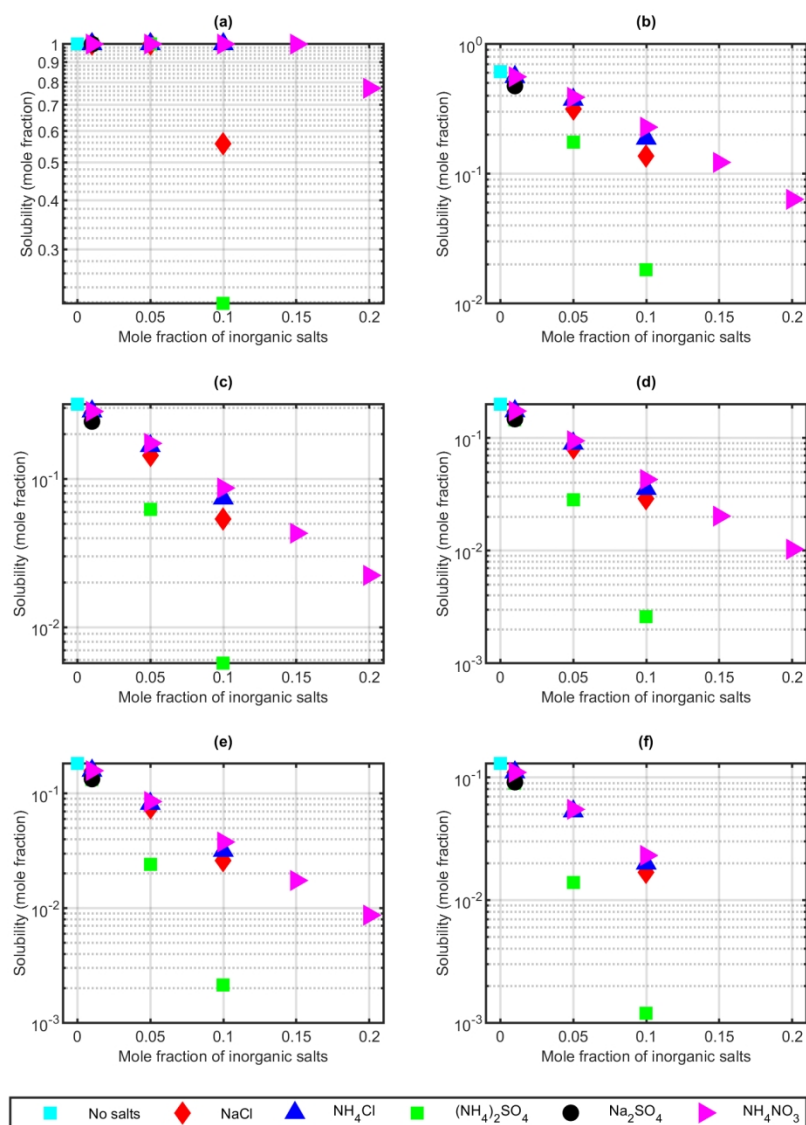 (a)
Solubility (mole fraction)
1
0.9
0.8
0.7
0.6
0.5
0.4
0.3
0 0.05 0.1 0.15 0.2
Mole fraction of inorganic salts
(b)
Solubility (mole fraction)
10^0
10^-1
10^-2
0 0.05 0.1 0.15 0.2
Mole fraction of inorganic salts
(c)
Solubility (mole fraction)
10^-1
10^-2
0 0.05 0.1 0.15 0.2
Mole fraction of inorganic salts
(d)
Solubility (mole fraction)
10^-1
10^-2
10^-3
0 0.05 0.1 0.15 0.2
Mole fraction of inorganic salts
(e)
Solubility (mole fraction)
10^-1
10^-2
10^-3
0 0.05 0.1 0.15 0.2
Mole fraction of inorganic salts
(f)
Solubility (mole fraction)
10^-1
10^-2
10^-3
0 0.05 0.1 0.15 0.2
Mole fraction of inorganic salts
No salts NaCl NH₄Cl (NH₄)₂SO₄ Na₂SO₄ NH₄NO₃